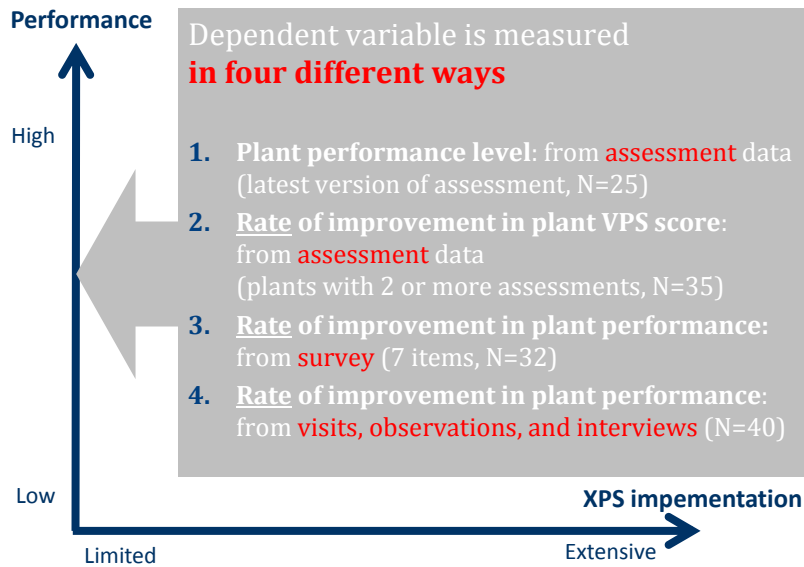 Performance
Dependent variable is measured
in four different ways
High
1. Plant performance level: from assessment data
(latest version of assessment, N=25)
2. Rate of improvement in plant VPS score:
from assessment data
(plants with 2 or more assessments, N=35)
3. Rate of improvement in plant performance:
from survey (7 items, N=32)
4. Rate of improvement in plant performance:
from visits, observations, and interviews (N=40)
Low
XPS impementation
Limited
Extensive